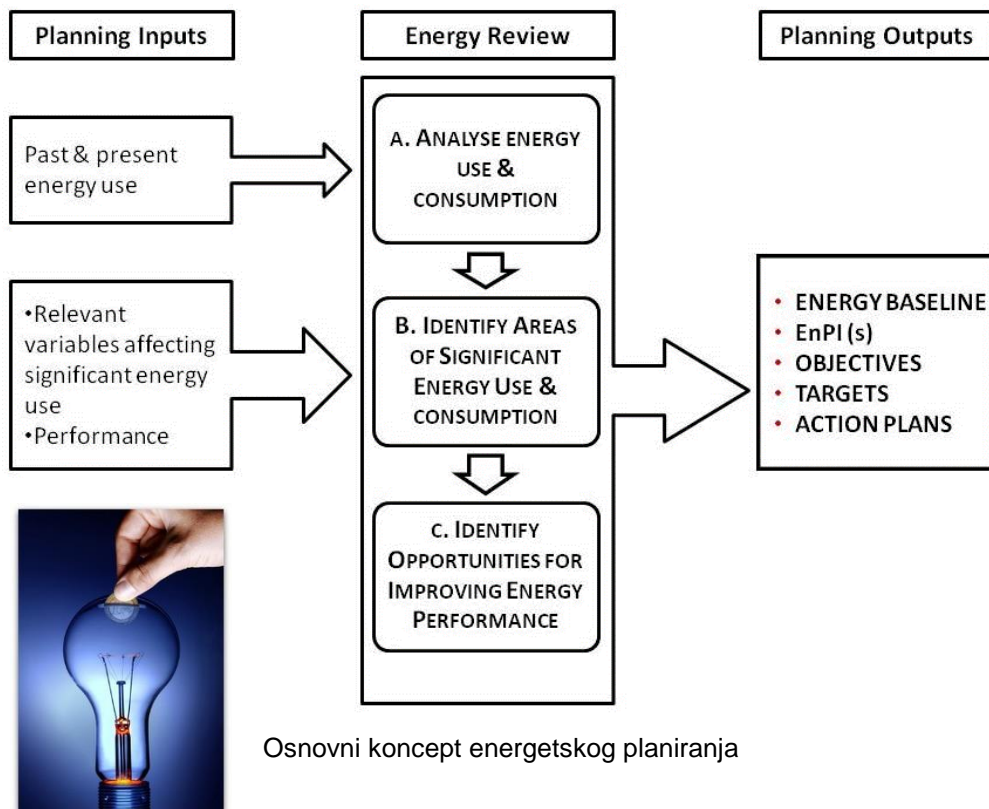 Planning Inputs
Energy Review
Planning Outputs
Past & present
energy use
•Relevant
variables affecting
significant energy
use
•Performance
A. ANALYSE ENERGY
USE &
CONSUMPTION
B. IDENTIFY AREAS
OF SIGNIFICANT
ENERGY USE &
CONSUMPTION
C. IDENTIFY
OPPORTUNITIES FOR
IMPROVING ENERGY
PERFORMANCE
• ENERGY BASELINE
• EnPI (s)
• OBJECTIVES
• TARGETS
• ACTION PLANS
Osnovni koncept energetskog planiranja